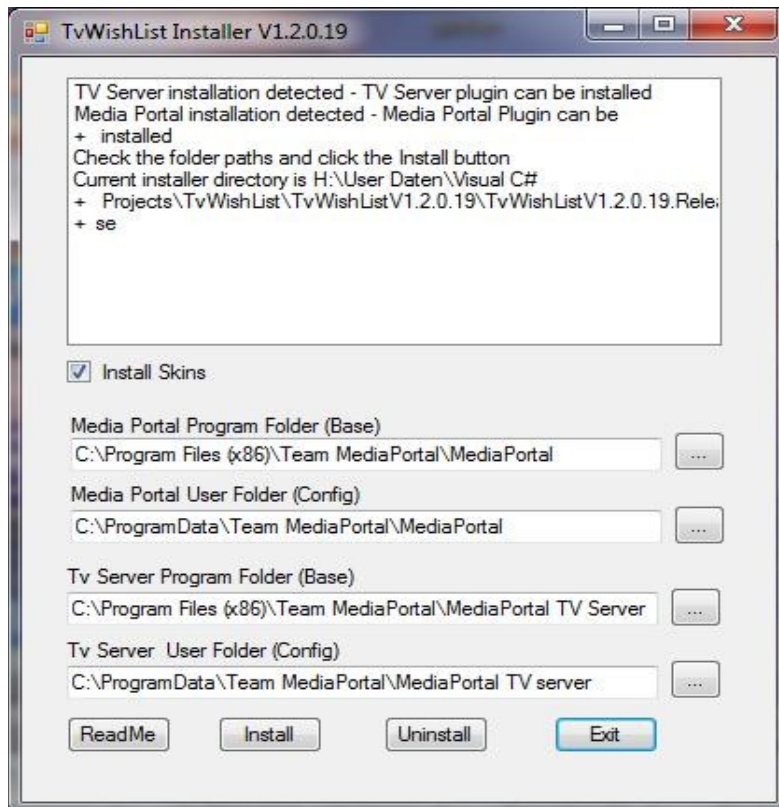 TvWishList Installer V1.2.0.19
TV Server installation detected - TV Server plugin can be installed
Media Portal installation detected - Media Portal Plugin can be
+ installed
Check the folder paths and click the Install button
Current installer directory is H:\User Daten\Visual C#
+ Projects\TvWishList\TvWishListV1.2.0.19\TvWishListV1.2.0.19.Relea
+ se
Install Skins
Media Portal Program Folder (Base)
C:\Program Files (x86)\Team MediaPortal\MediaPortal
...
Media Portal User Folder (Config)
C:\ProgramData\Team MediaPortal\MediaPortal
...
Tv Server Program Folder (Base)
C:\Program Files (x86)\Team MediaPortal\MediaPortal TV Server
...
Tv Server User Folder (Config)
C:\ProgramData\Team MediaPortal\MediaPortal TV server
...
ReadMe Install Uninstall Exit